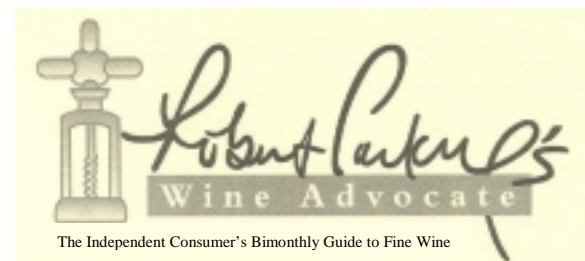 Robert Parker's
Wine Advocate
The Independent Consumer's Bimonthly Guide to Fine Wine